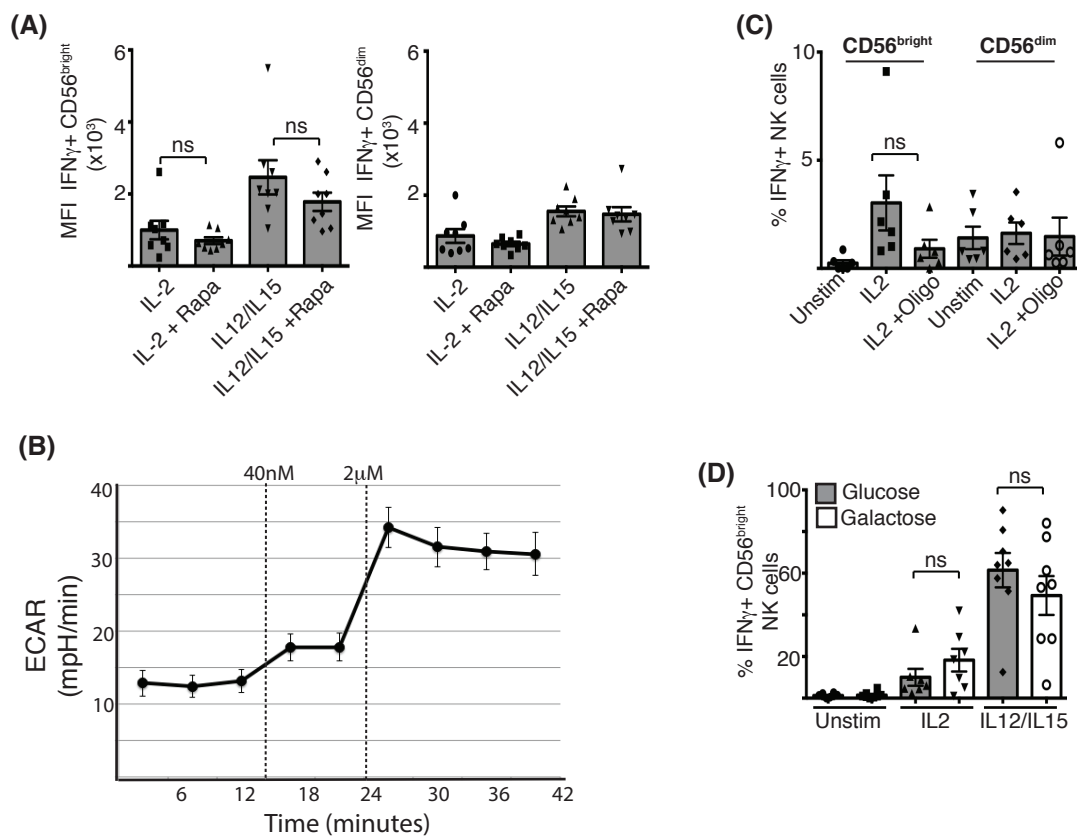 (A)
MFI IFNγ+ CD56bright
(x10³)
6
4
2
ns
ns
IL-2
IL-2 + Rapa
IL12/IL15
IL12/IL15 +Rapa
MFI IFNγ+ CD56dim
(x10³)
6
4
2
IL-2
IL-2 + Rapa
IL12/IL15
IL12/IL15 +Rapa
(C)
% IFNγ+ NK cells
10
5
CD56bright
CD56dim
ns
Unstim
IL2
IL2 +Oligo
Unstim
IL2
IL2 +Oligo
(B)
40nM
2μM
ECAR
(mpH/min)
40
30
20
10
6
12
18
24
30
36
42
Time (minutes)
(D)
Glucose
Galactose
% IFNγ+ CD56bright
NK cells
100
60
20
ns
ns
Unstim
IL2
IL12/IL15